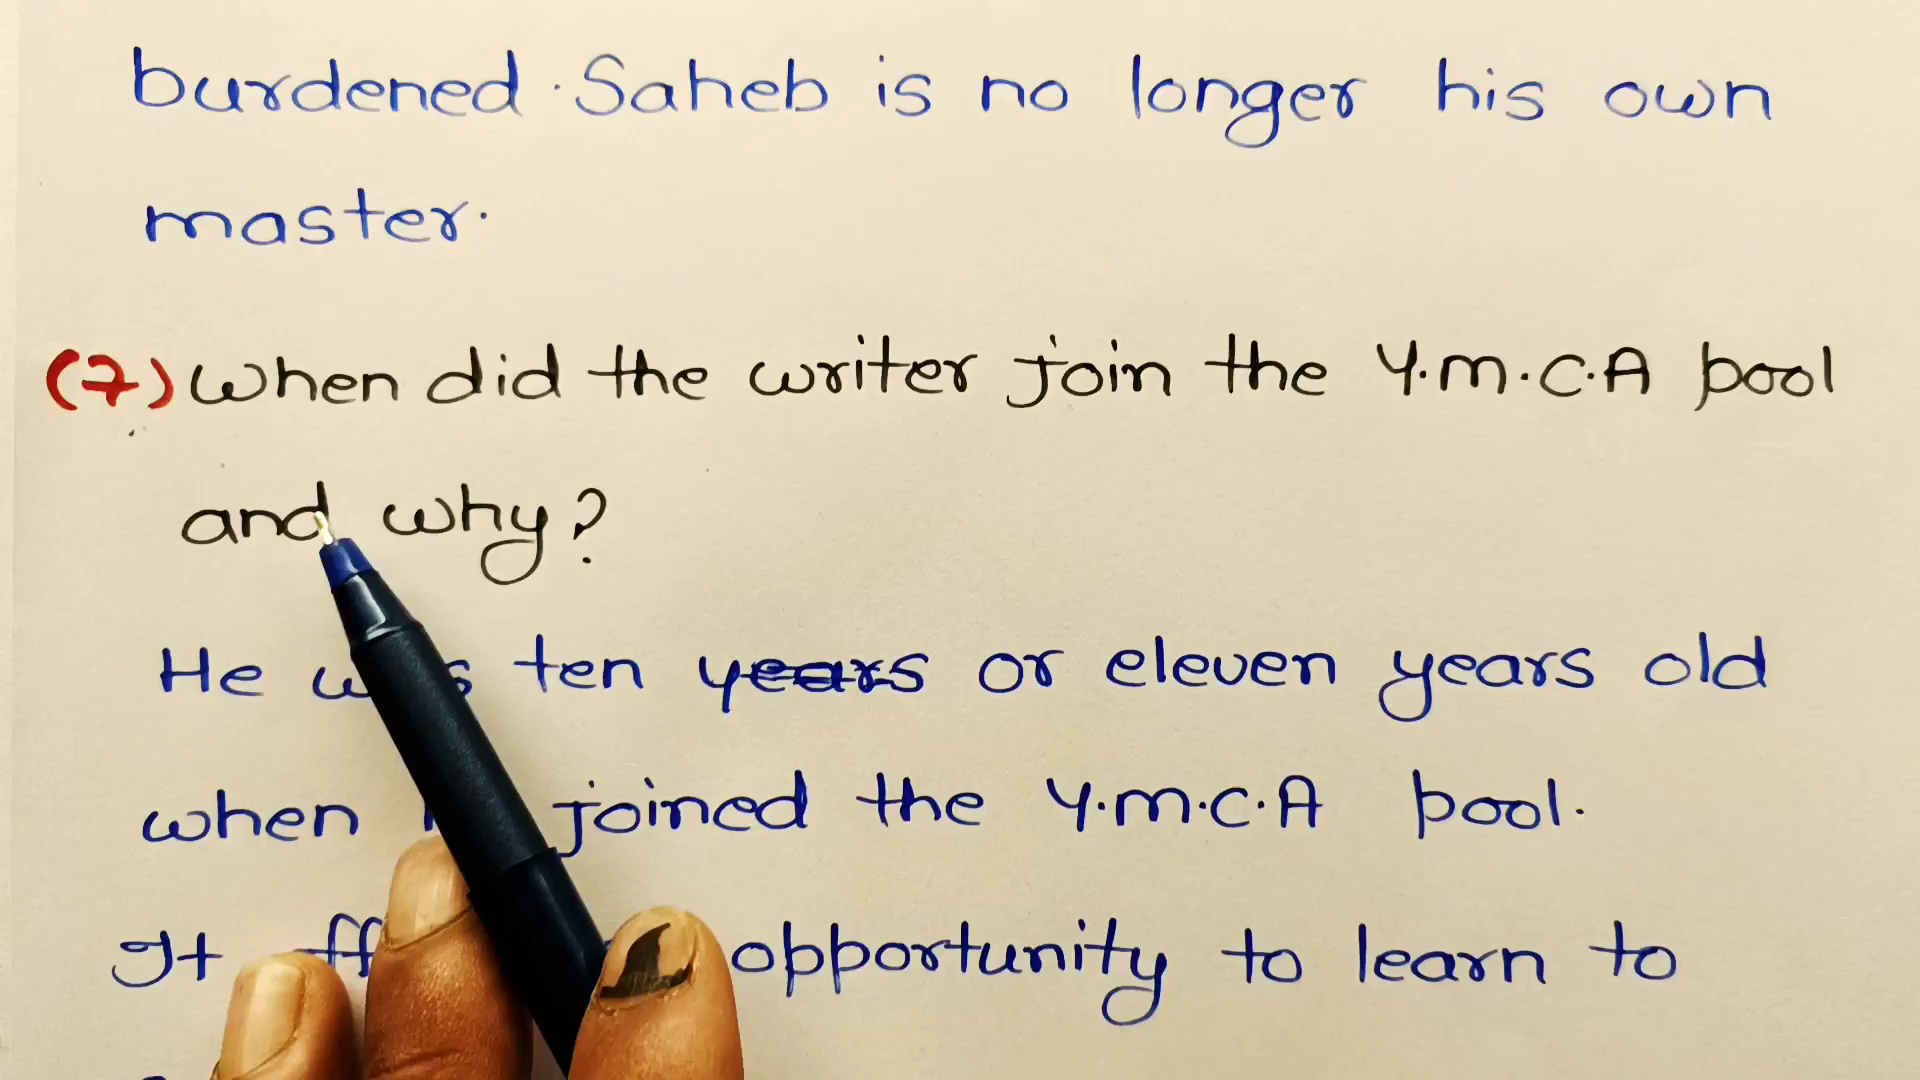 burdened. Saheb is no longer his own
master.
(7) When did the writer join the Y.M.C.A pool
and why?
He ten years or eleven years old
when joined the Y.M.C.A pool.
It opportunity to learn to